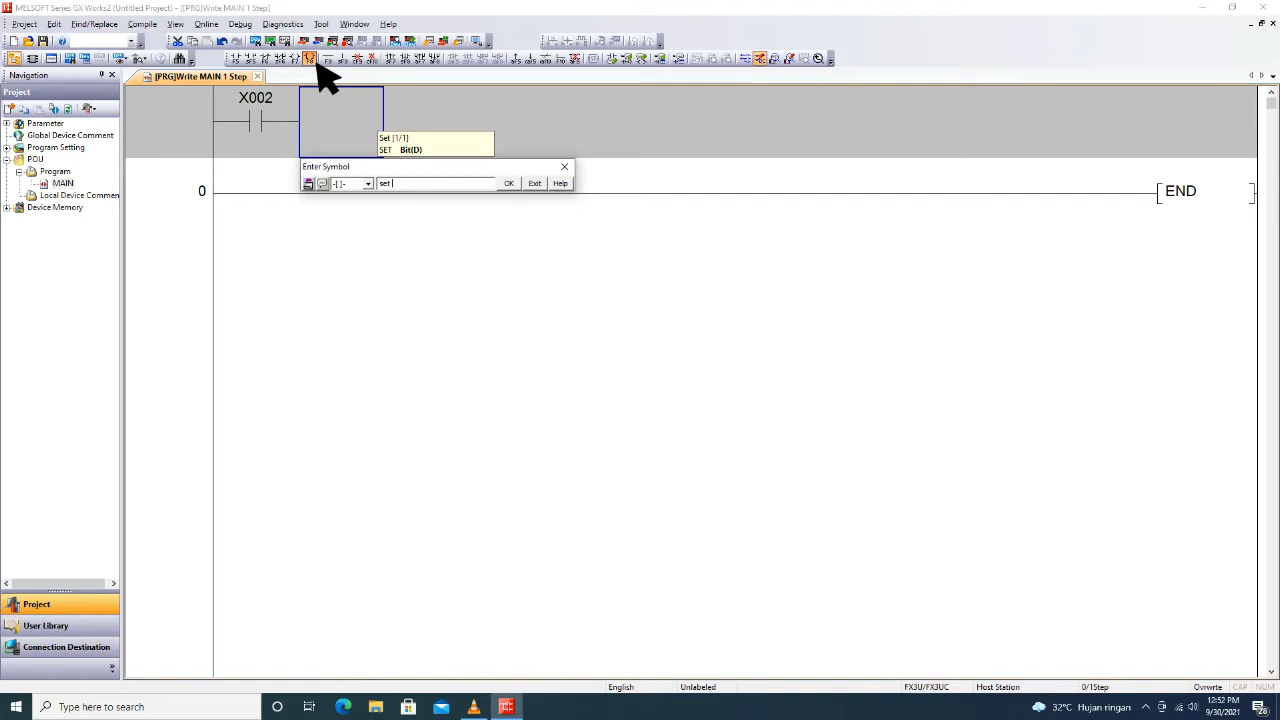 MELSOFT Series GX Works2 (Untitled Project) - [[PRG]Write MAIN 1 Step]
Project Edit Find/Replace Compile View Online Debug Diagnostics Tool Window Help
Navigation
[PRG]Write MAIN 1 Step
Project
Parameter
Global Device Comment
Program Setting
POU
Program
MAIN
Local Device Commen
Device Memory
X002
Set [1/1]
SET Bit(D)
Enter Symbol
-[ ]- set OK Exit Help
0 END
Project
User Library
Connection Destination
English Unlabeled FX3U/FX3UC Host Station 0/1Step Ovrwrte CAP NUM
Type here to search
32°C Hujan ringan
12:52 PM
9/30/2021
28